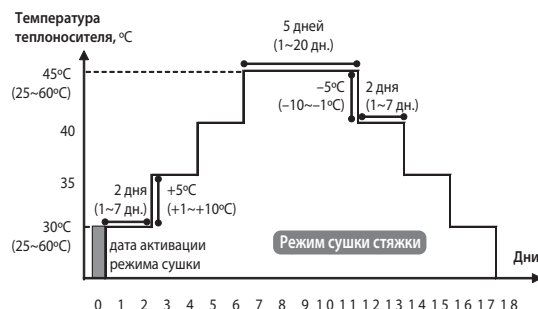 Температура
теплоносителя, ºC
5 дней
(1~20 дн.)
45ºC
(25~60ºC)
–5ºC
(–10~–1ºC)
2 дня
(1~7 дн.)
40
35
2 дня
(1~7 дн.)
+5ºC
(+1~+10ºC)
30ºC
(25~60ºC)
дата активации
режима сушки
Режим сушки стяжки
Дни
0 1 2 3 4 5 6 7 8 9 10 11 12 13 14 15 16 17 18